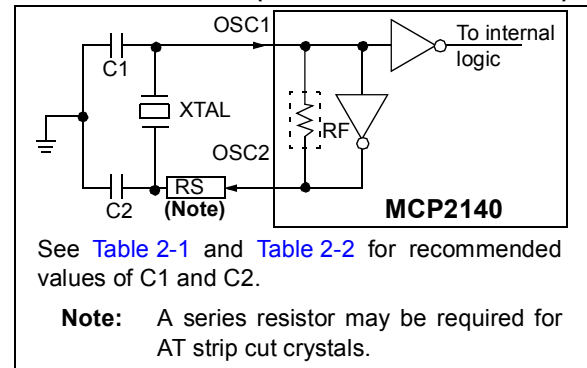 OSC1
To internal
logic
C1
XTAL
RF
OSC2
RS
C2
(Note)
MCP2140
See Table 2-1 and Table 2-2 for recommended
values of C1 and C2.
Note: A series resistor may be required for
AT strip cut crystals.